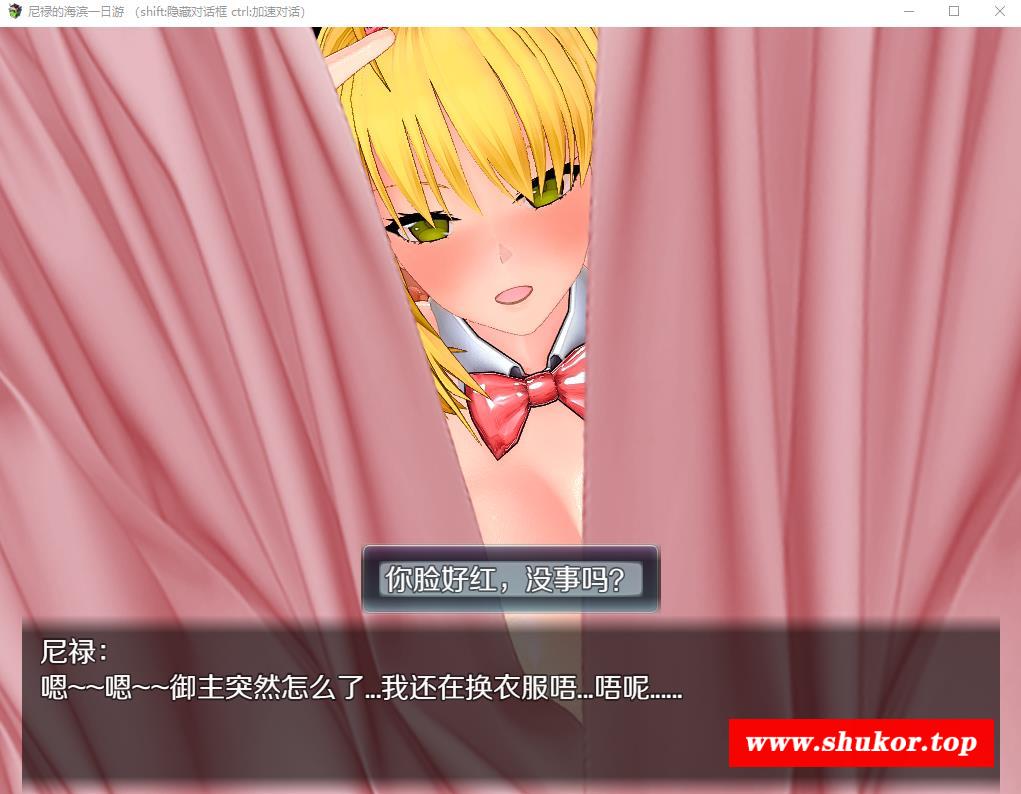 尼禄的海滨一日游 （shift:隐藏对话框 ctrl:加速对话）
你脸好红，没事吗？
尼禄：
嗯~~嗯~~御主突然怎么了...我还在换衣服唔...唔呢......
www.shukor.top